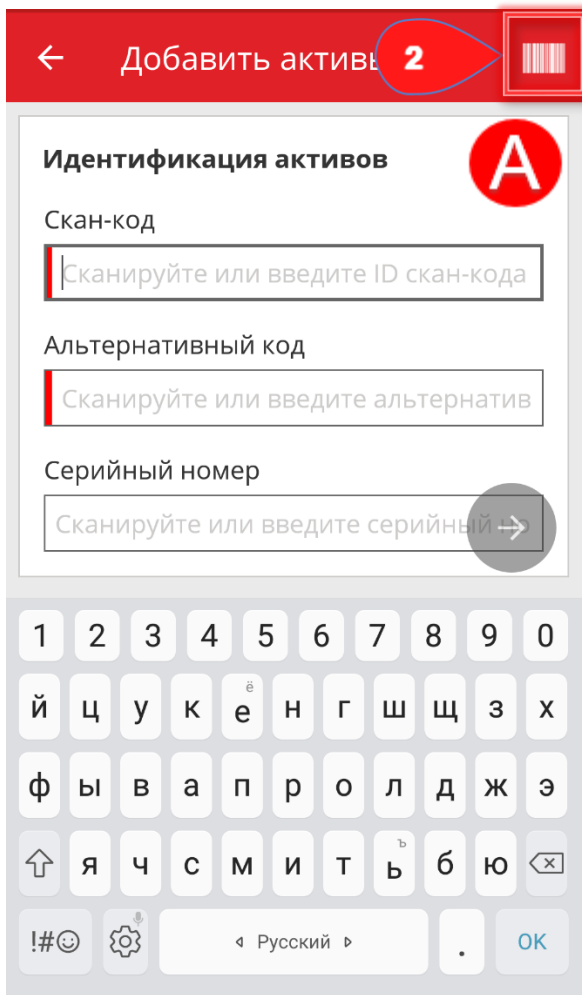 Добавить активы
2
Идентификация активов
A
Скан-код
Сканируйте или введите ID скан-кода
Альтернативный код
Сканируйте или введите альтернатив
Серийный номер
Сканируйте или введите серийный но
1 2 3 4 5 6 7 8 9 0
й ц у к е ё н г ш щ з х
ф ы в а п р о л д ж э
я ч с м и т ь ъ б ю
!#☺ Русский . OK